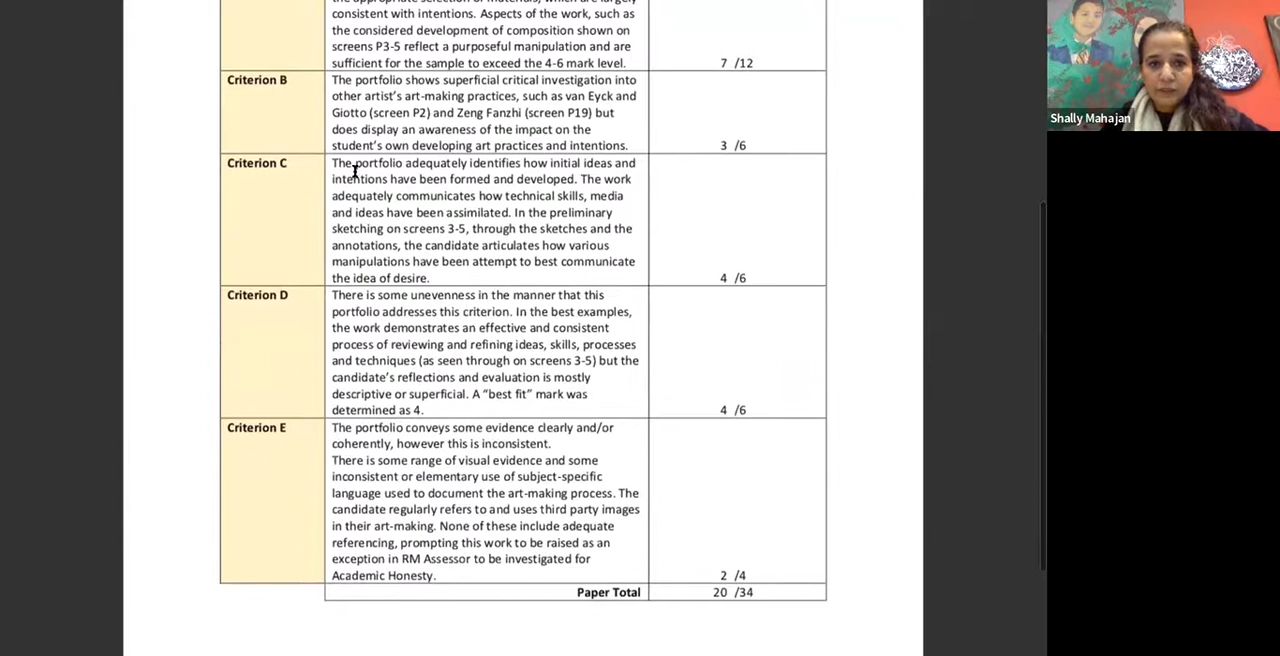 the appropriate selection of materials, which are largely
consistent with intentions. Aspects of the work, such as
the considered development of composition shown on
screens P3-5 reflect a purposeful manipulation and are
sufficient for the sample to exceed the 4-6 mark level.
7 /12
Criterion B
The portfolio shows superficial critical investigation into
other artist's art-making practices, such as van Eyck and
Giotto (screen P2) and Zeng Fanzhi (screen P19) but
does display an awareness of the impact on the
student's own developing art practices and intentions.
3 /6
Criterion C
The portfolio adequately identifies how initial ideas and
intentions have been formed and developed. The work
adequately communicates how technical skills, media
and ideas have been assimilated. In the preliminary
sketching on screens 3-5, through the sketches and the
annotations, the candidate articulates how various
manipulations have been attempt to best communicate
the idea of desire.
4 /6
Criterion D
There is some unevenness in the manner that this
portfolio addresses this criterion. In the best examples,
the work demonstrates an effective and consistent
process of reviewing and refining ideas, skills, processes
and techniques (as seen through on screens 3-5) but the
candidate's reflections and evaluation is mostly
descriptive or superficial. A "best fit" mark was
determined as 4.
4 /6
Criterion E
The portfolio conveys some evidence clearly and/or
coherently, however this is inconsistent.
There is some range of visual evidence and some
inconsistent or elementary use of subject-specific
language used to document the art-making process. The
candidate regularly refers to and uses third party images
in their art-making. None of these include adequate
referencing, prompting this work to be raised as an
exception in RM Assessor to be investigated for
Academic Honesty.
2 /4
Paper Total
20 /34
Shally Mahajan